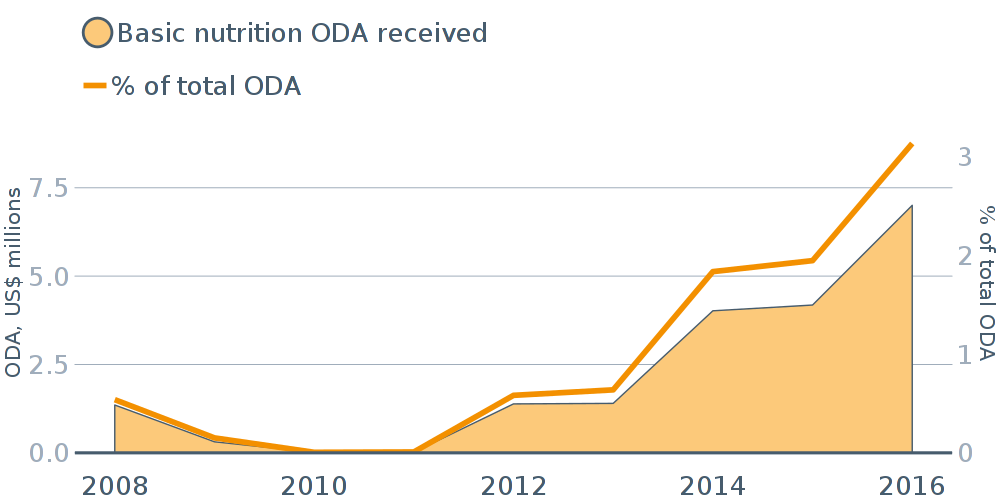 Basic nutrition ODA received
% of total ODA
ODA, US$ millions
7.5
5.0
2.5
0.0
3
2
1
0
% of total ODA
2008 2010 2012 2014 2016